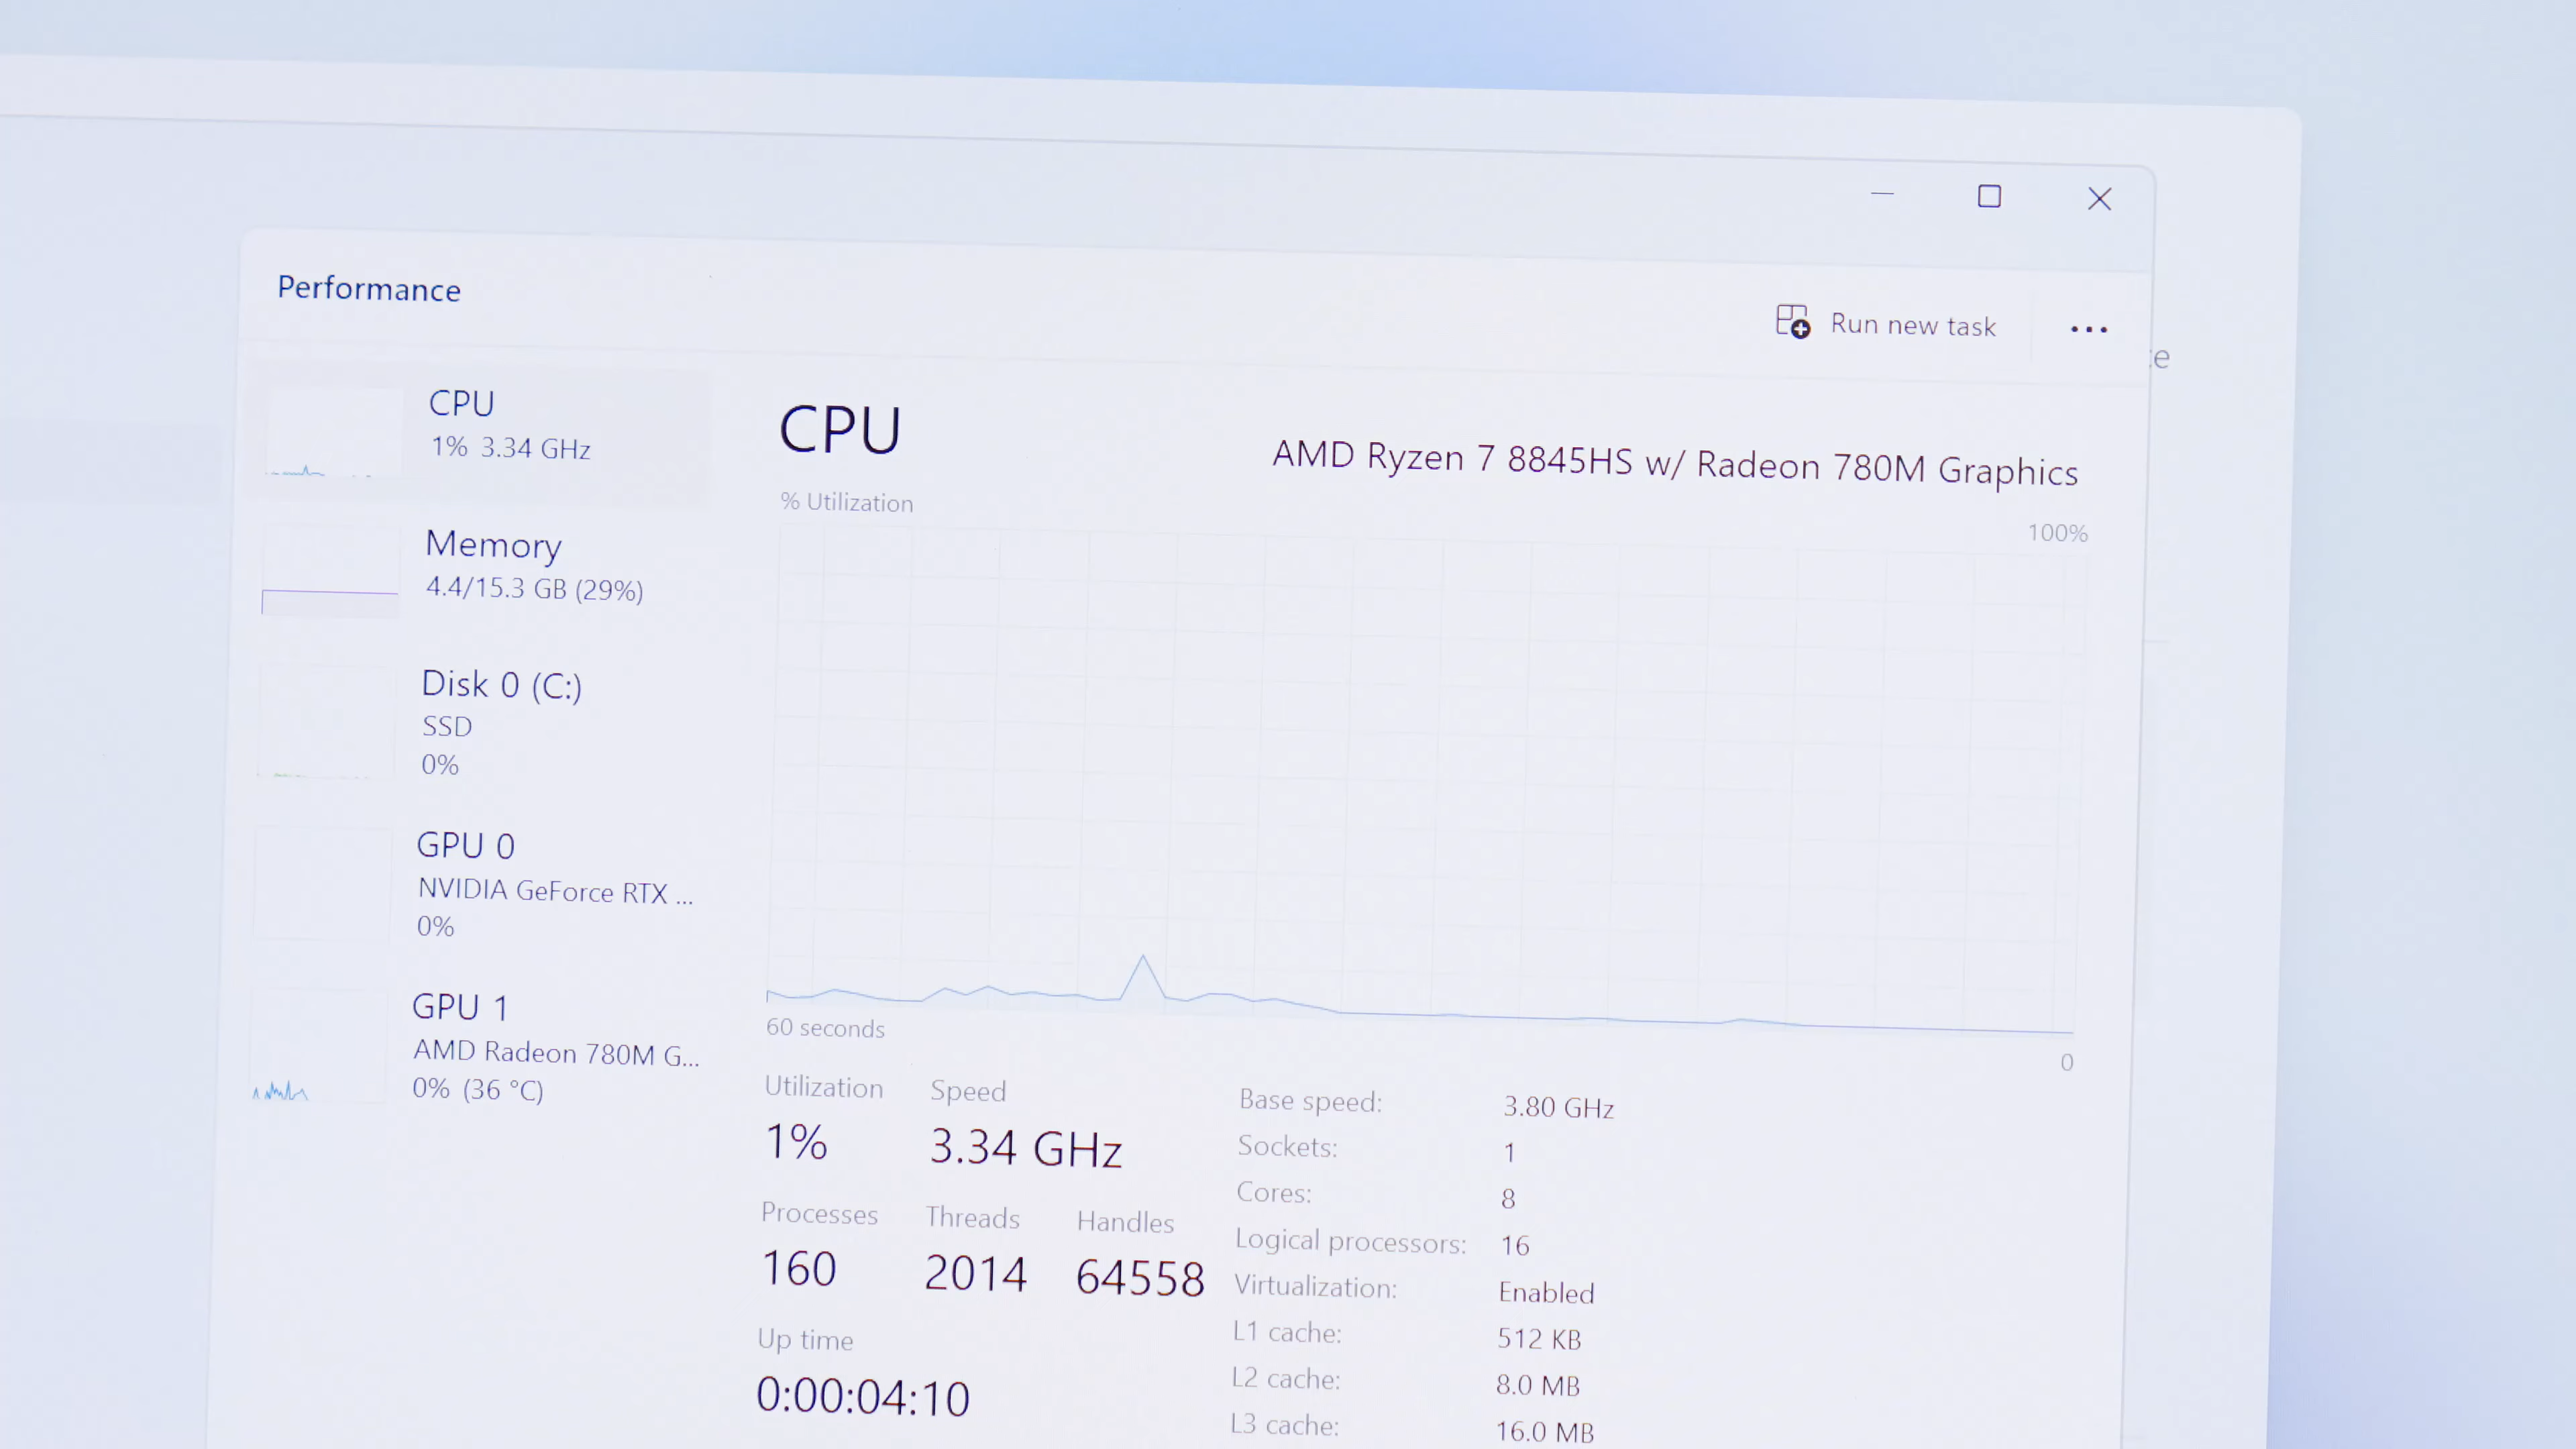 Performance
Run new task
CPU
1% 3.34 GHz
Memory
4.4/15.3 GB (29%)
Disk 0 (C:)
SSD
0%
GPU 0
NVIDIA GeForce RTX ...
0%
GPU 1
AMD Radeon 780M G...
0% (36 °C)
CPU
AMD Ryzen 7 8845HS w/ Radeon 780M Graphics
% Utilization
100%
60 seconds
0
Utilization
Speed
1%
3.34 GHz
Processes
Threads
Handles
160
2014
64558
Up time
0:00:04:10
Base speed: 3.80 GHz
Sockets: 1
Cores: 8
Logical processors: 16
Virtualization: Enabled
L1 cache: 512 KB
L2 cache: 8.0 MB
L3 cache: 16.0 MB